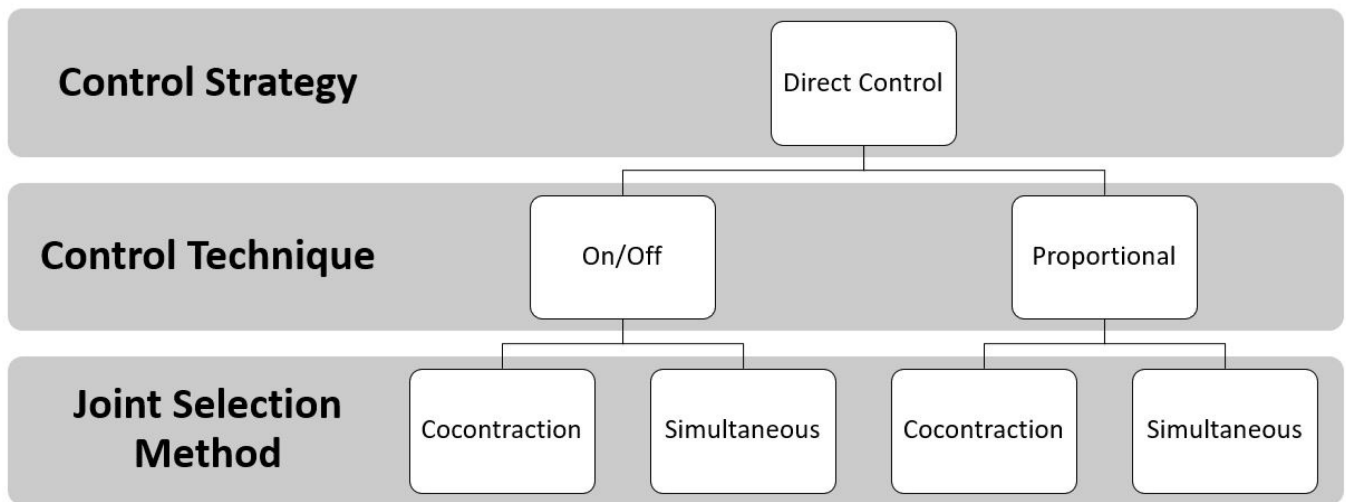 Control Strategy
Direct Control
Control Technique
On/Off
Proportional
Joint Selection
Method
Cocontraction
Simultaneous
Cocontraction
Simultaneous